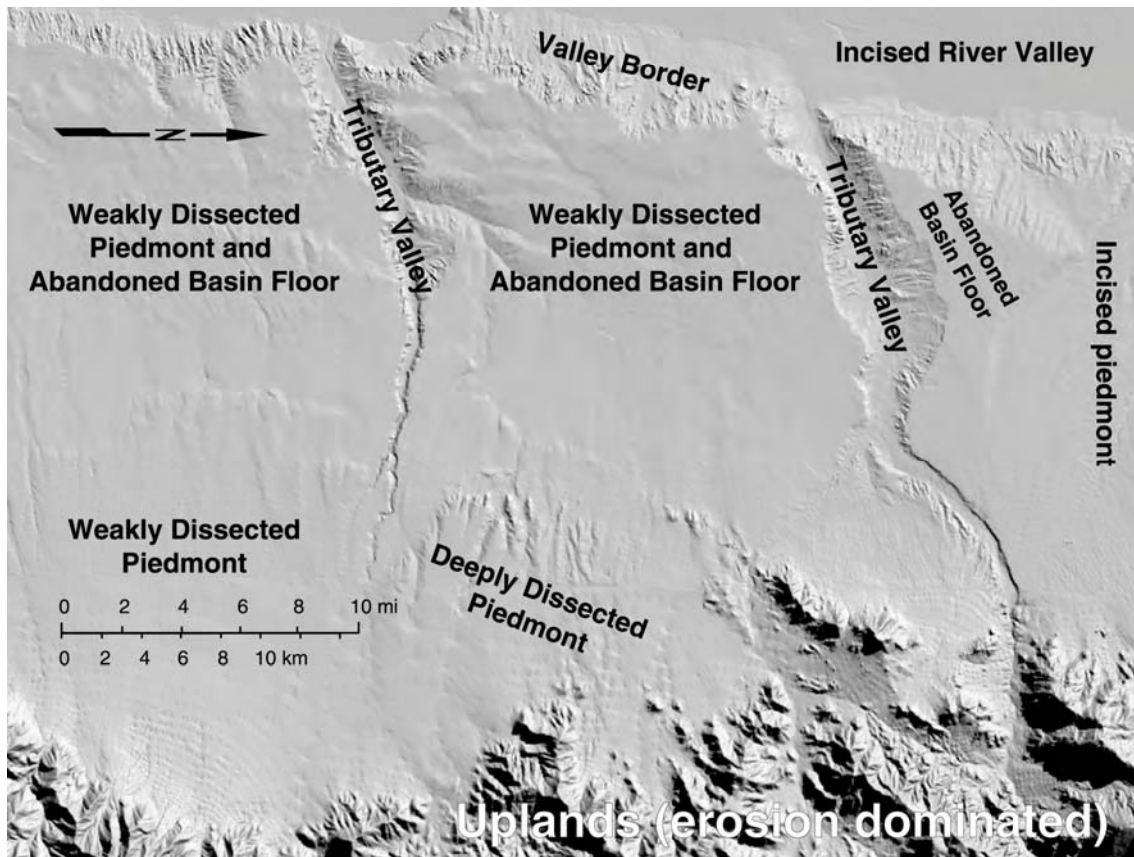 Incised River Valley
Valley Border
N
Tributary Valley
Tributary Valley
Abandoned
Basin Floor
Weakly Dissected
Piedmont and
Abandoned Basin Floor
Weakly Dissected
Piedmont and
Abandoned Basin Floor
Incised piedmont
Weakly Dissected
Piedmont
Deeply Dissected
Piedmont
0 2 4 6 8 10 mi
0 2 4 6 8 10 km
Uplands (erosion dominated)